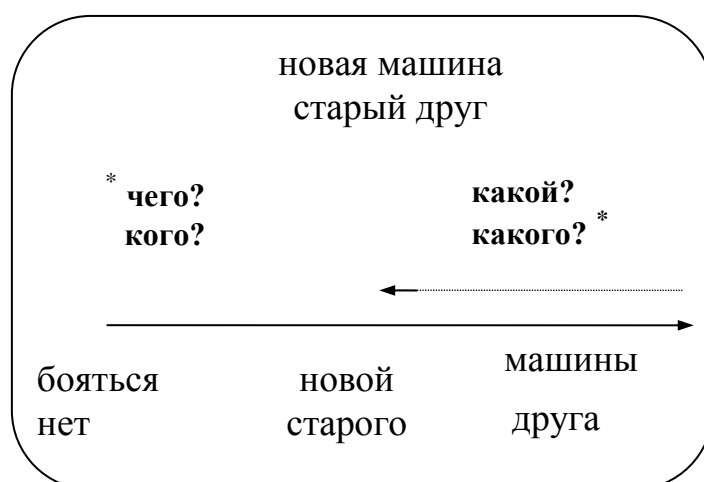 новая машина
старый друг
* чего? какой?
кого? какого? *
бояться новой машины
нет старого друга